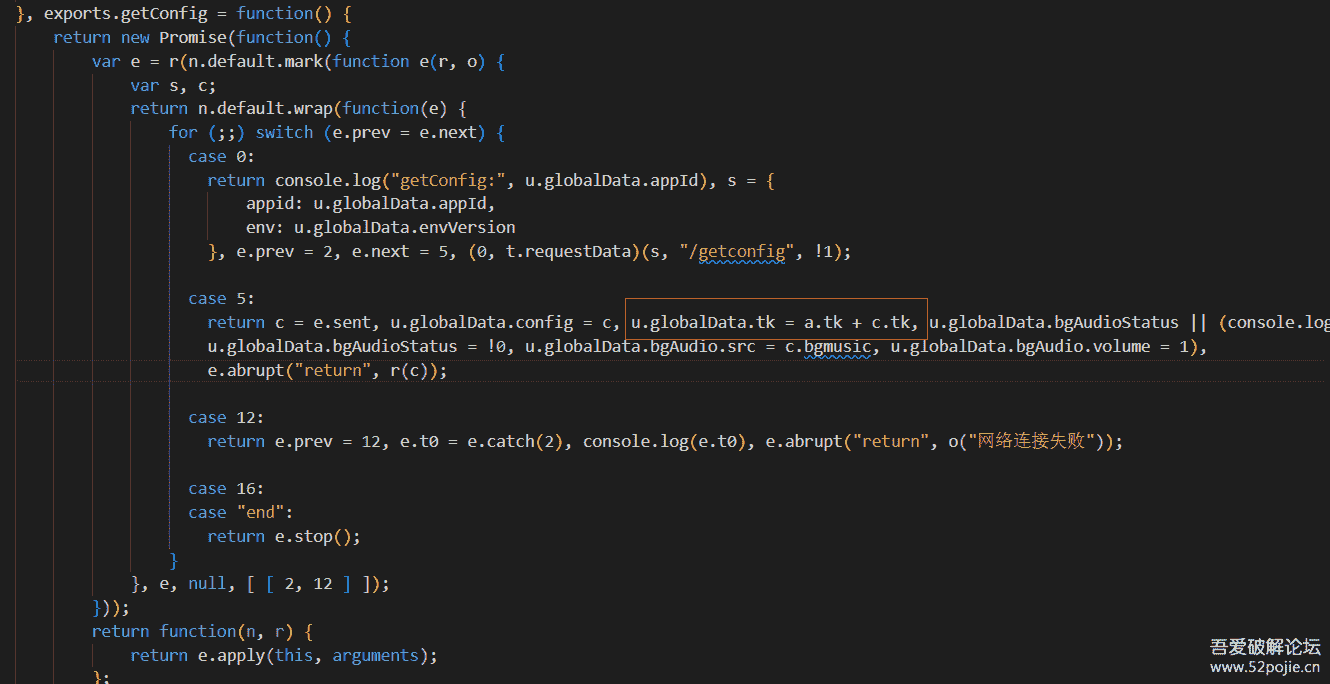 }, exports.getConfig = function() {
return new Promise(function() {
var e = r(n.default.mark(function e(r, o) {
var s, c;
return n.default.wrap(function(e) {
for (;;) switch (e.prev = e.next) {
case 0:
return console.log("getConfig:", u.globalData.appId), s = {
appid: u.globalData.appId,
env: u.globalData.envVersion
}, e.prev = 2, e.next = 5, (0, t.requestData)(s, "/getconfig", !1);
case 5:
return c = e.sent, u.globalData.config = c, u.globalData.tk = a.tk + c.tk, u.globalData.bgAudioStatus || (console.log
u.globalData.bgAudioStatus = !0, u.globalData.bgAudio.src = c.bgmusic, u.globalData.bgAudio.volume = 1),
e.abrupt("return", r(c));
case 12:
return e.prev = 12, e.t0 = e.catch(2), console.log(e.t0), e.abrupt("return", o("网络连接失败"));
case 16:
case "end":
return e.stop();
}
}, e, null, [ [ 2, 12 ] ]);
}));
return function(n, r) {
return e.apply(this, arguments);
};
吾爱破解论坛
www.52pojie.cn